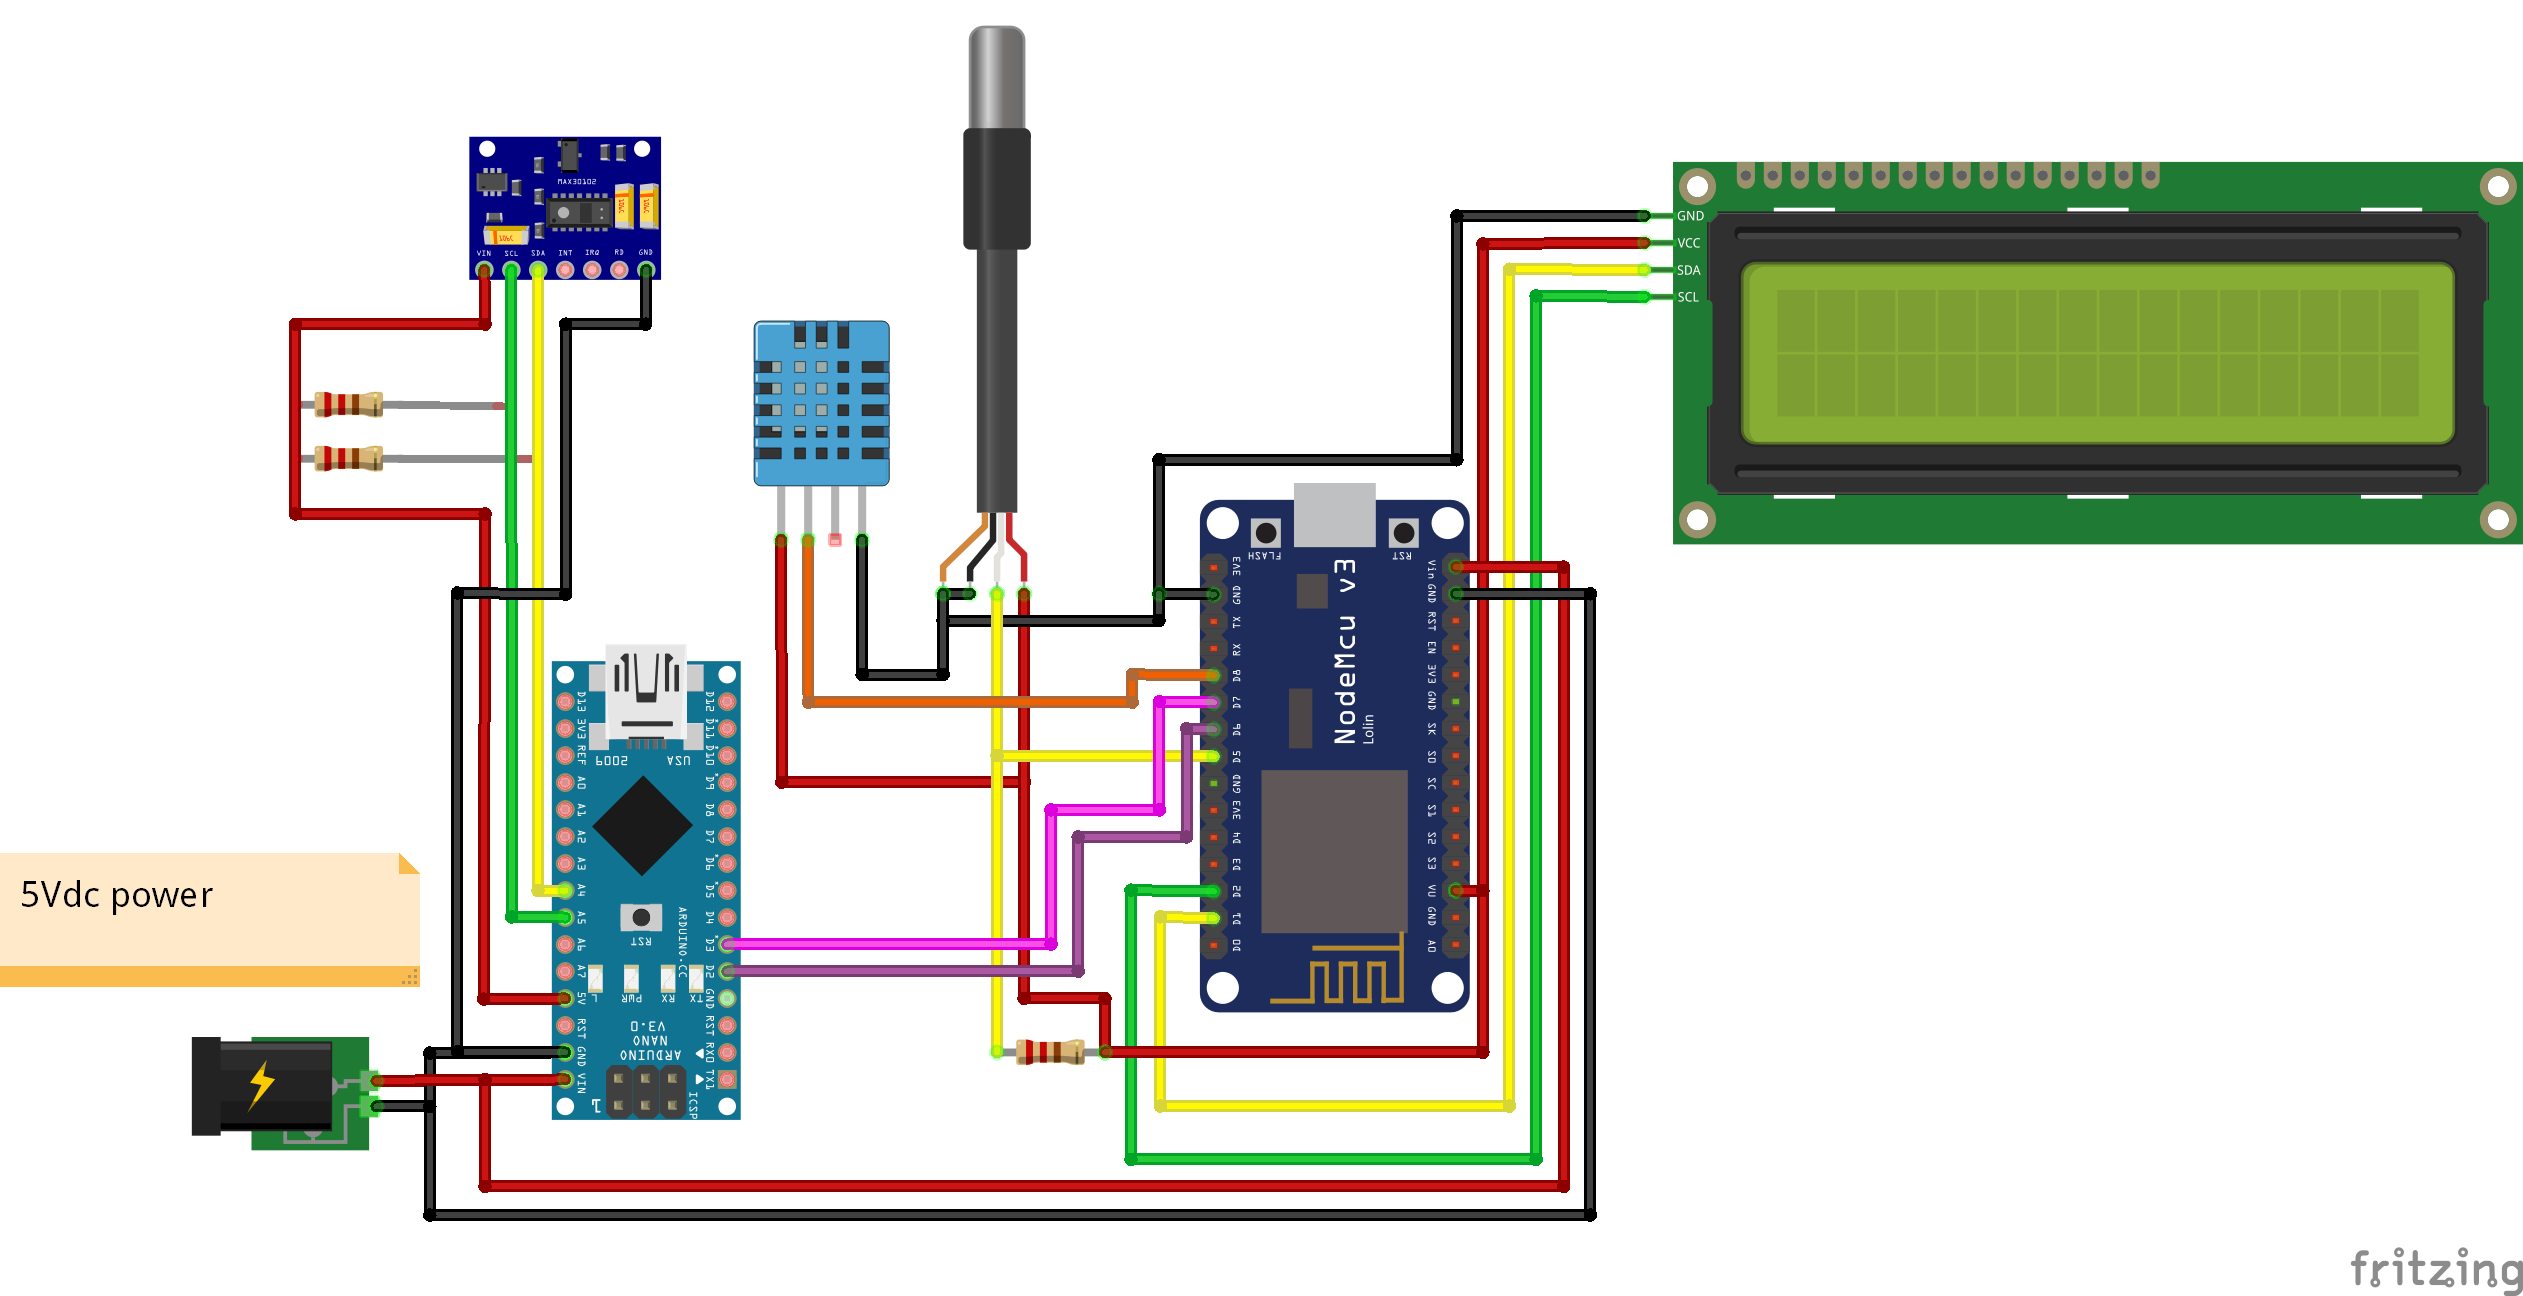 MAX30102
VIN SCL SDA INT IRQ RD GND
GND
VCC
SDA
SCL
FLASH
RST
NodeMcu v3
Lolin
3V3
GND
TX
RX
D8
D7
D6
D5
GND
3V3
D4
D3
D2
D1
D0
Vin
GND
RST
EN
3V3
GND
SK
SO
SC
S1
S2
S3
VU
GND
A0
USA
2009
D13
3V3
REF
A0
A1
A2
A3
A4
A5
A6
A7
5V
RST
GND
VIN
D12
D11
D10
D9
D8
D7
D6
D5
D4
D3
D2
GND
RST
RX0
TX1
RST
ARDUINO.CC
L
PWR
RX
TX
ARDUINO
NANO
V3.0
ICSP
1
5Vdc power
fritzing